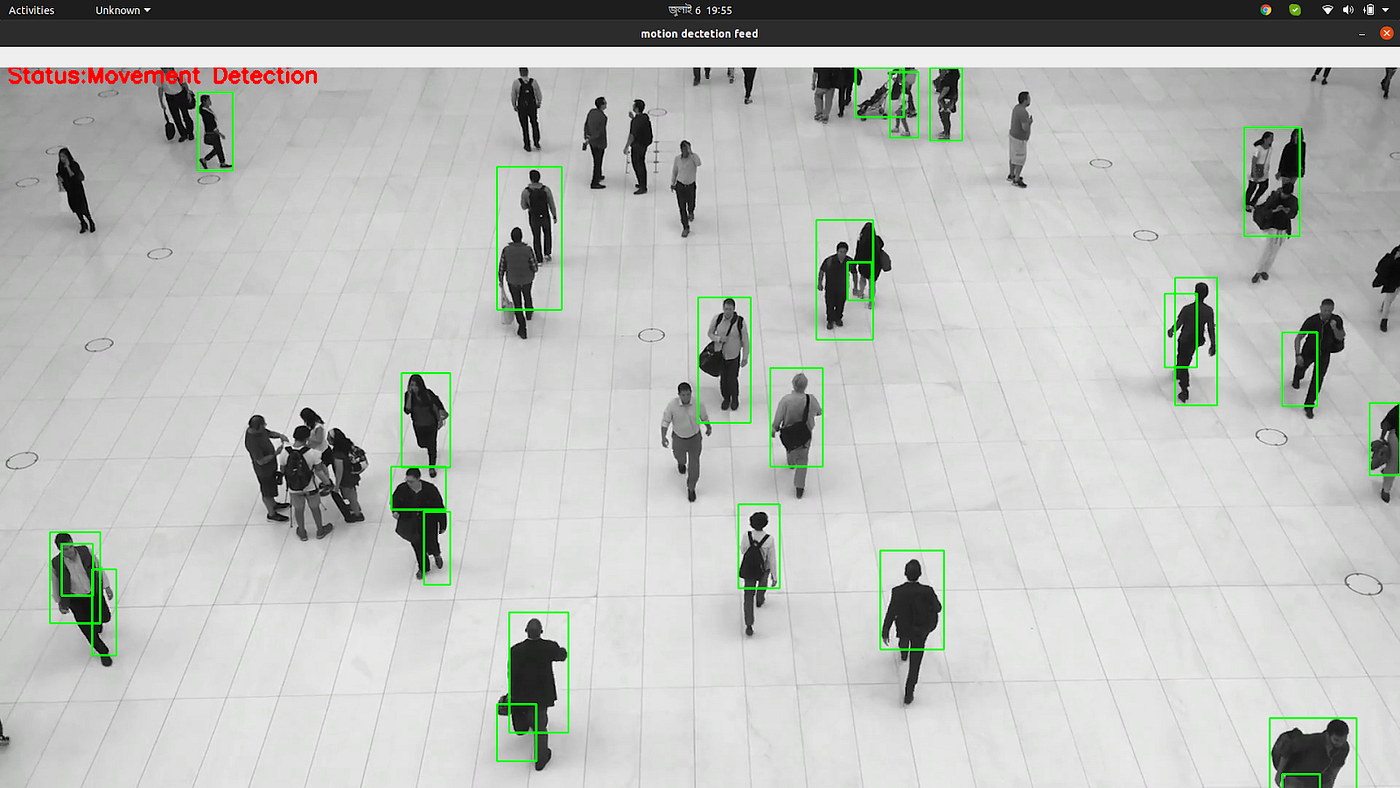 Activities Unknown জুলাই 6 19:55
motion dectetion feed
Status:Movement Detection